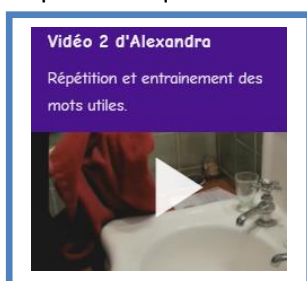 Vidéo 2 d'Alexandra
Répétition et entrainement des
mots utiles.